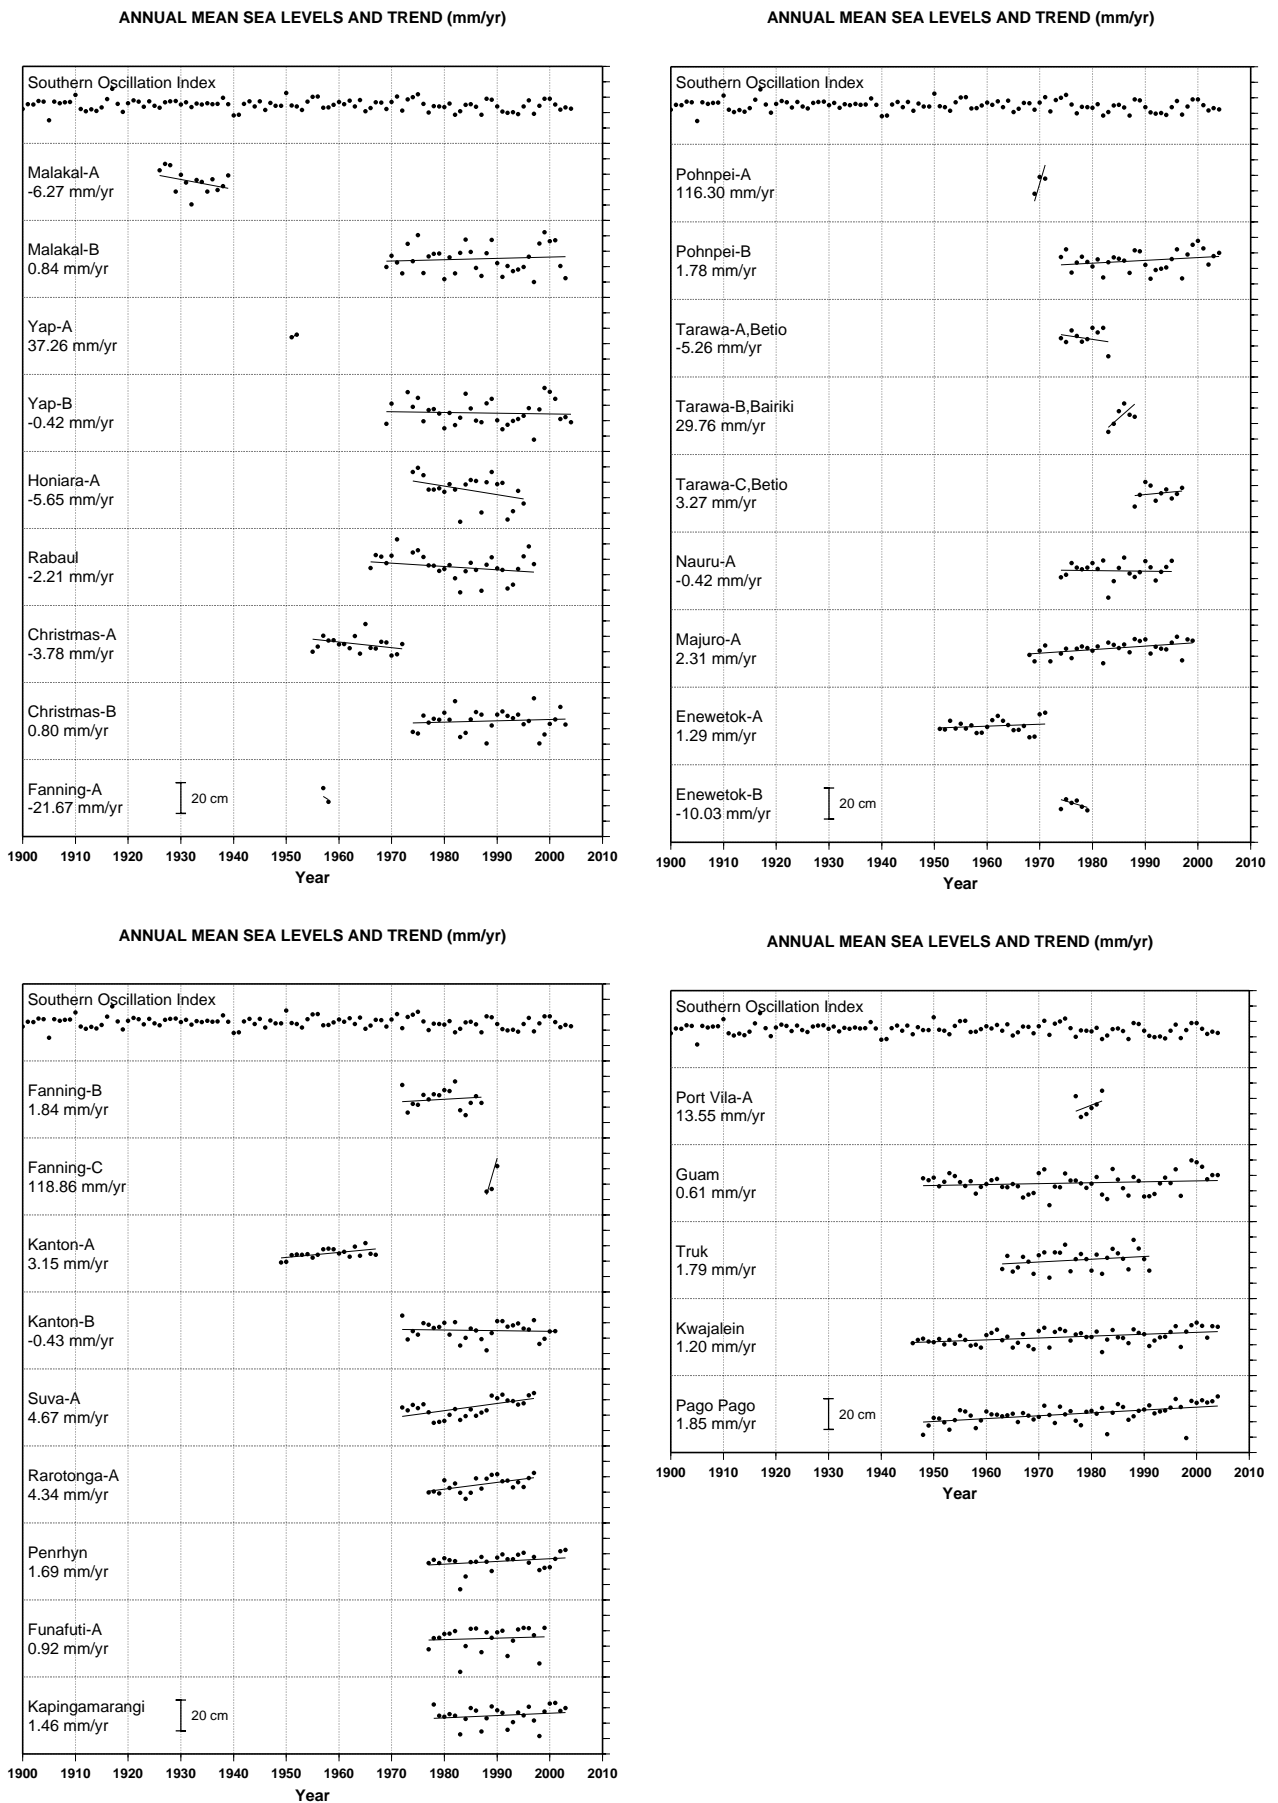 ANNUAL MEAN SEA LEVELS AND TREND (mm/yr)
Southern Oscillation Index
Malakal-A
-6.27 mm/yr
Malakal-B
0.84 mm/yr
Yap-A
37.26 mm/yr
Yap-B
-0.42 mm/yr
Honiara-A
-5.65 mm/yr
Rabaul
-2.21 mm/yr
Christmas-A
-3.78 mm/yr
Christmas-B
0.80 mm/yr
Fanning-A
-21.67 mm/yr
20 cm
1900 1910 1920 1930 1940 1950 1960 1970 1980 1990 2000 2010
Year
ANNUAL MEAN SEA LEVELS AND TREND (mm/yr)
Southern Oscillation Index
Pohnpei-A
116.30 mm/yr
Pohnpei-B
1.78 mm/yr
Tarawa-A,Betio
-5.26 mm/yr
Tarawa-B,Bairiki
29.76 mm/yr
Tarawa-C,Betio
3.27 mm/yr
Nauru-A
-0.42 mm/yr
Majuro-A
2.31 mm/yr
Enewetok-A
1.29 mm/yr
Enewetok-B
-10.03 mm/yr
20 cm
1900 1910 1920 1930 1940 1950 1960 1970 1980 1990 2000 2010
Year
ANNUAL MEAN SEA LEVELS AND TREND (mm/yr)
Southern Oscillation Index
Fanning-B
1.84 mm/yr
Fanning-C
118.86 mm/yr
Kanton-A
3.15 mm/yr
Kanton-B
-0.43 mm/yr
Suva-A
4.67 mm/yr
Rarotonga-A
4.34 mm/yr
Penrhyn
1.69 mm/yr
Funafuti-A
0.92 mm/yr
Kapingamarangi
1.46 mm/yr
20 cm
1900 1910 1920 1930 1940 1950 1960 1970 1980 1990 2000 2010
Year
ANNUAL MEAN SEA LEVELS AND TREND (mm/yr)
Southern Oscillation Index
Port Vila-A
13.55 mm/yr
Guam
0.61 mm/yr
Truk
1.79 mm/yr
Kwajalein
1.20 mm/yr
Pago Pago
1.85 mm/yr
20 cm
1900 1910 1920 1930 1940 1950 1960 1970 1980 1990 2000 2010
Year